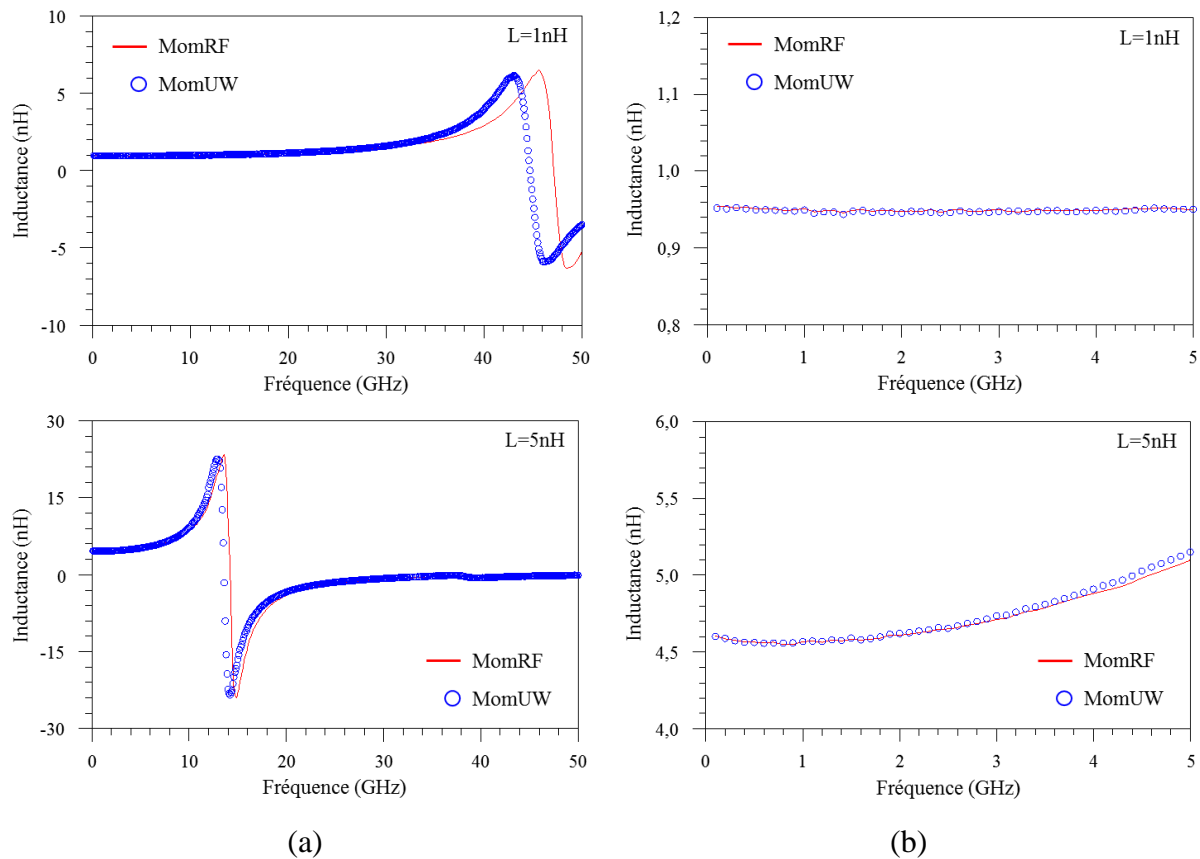 10
5
0
-5
-10
Inductance (nH)
L=1nH
MomRF
MomUW
0
10
20
30
40
50
Fréquence (GHz)
1,2
1,1
1,0
0,9
0,8
Inductance (nH)
L=1nH
MomRF
MomUW
0
1
2
3
4
5
Fréquence (GHz)
30
15
0
-15
-30
Inductance (nH)
L=5nH
MomRF
MomUW
0
10
20
30
40
50
Fréquence (GHz)
6,0
5,5
5,0
4,5
4,0
Inductance (nH)
L=5nH
MomRF
MomUW
0
1
2
3
4
5
Fréquence (GHz)
(a)
(b)